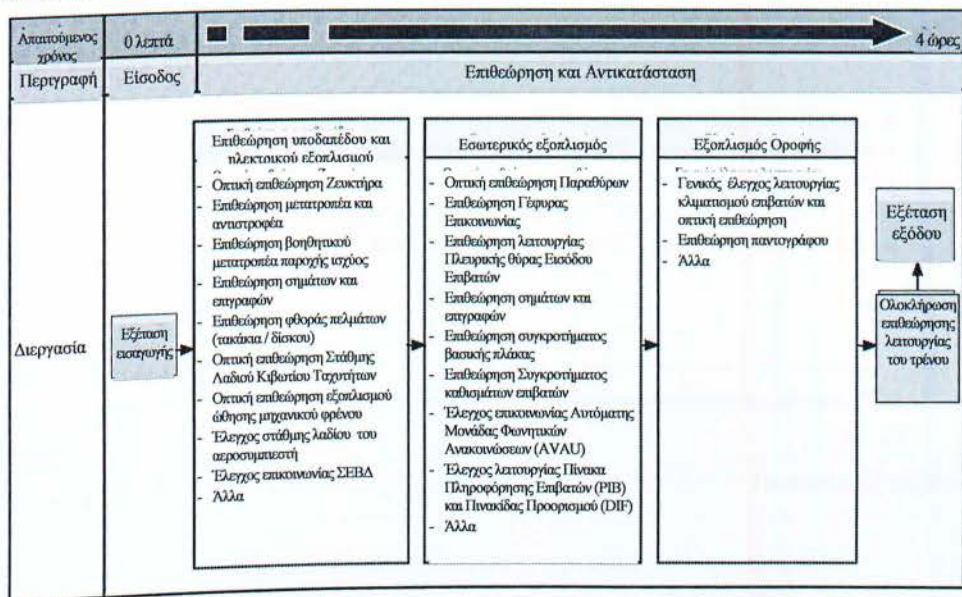 Απαιτούμενος
χρόνος
0 λεπτά
4 ώρες
Περιγραφή
Είσοδος
Επιθεώρηση και Αντικατάσταση
Διεργασία
Εξέταση
εισαγωγής
Επιθεώρηση υποδαπέδου και
ηλεκτρικού εξοπλισμού
- Οπτική επιθεώρηση Ζευκτήρα
- Επιθεώρηση μετατροπέα και
αντιστροφέα
- Επιθεώρηση βοηθητικού
μετατροπέα παροχής ισχύος
- Επιθεώρηση σημάτων και
επιγραφών
- Επιθεώρηση φθοράς πελμάτων
(τακάκια / δίσκου)
- Οπτική επιθεώρηση Στάθμης
Λαδιού Κιβωτίου Ταχυτήτων
- Οπτική επιθεώρηση εξοπλισμού
ώθησης μηχανικού φρένου
- Έλεγχος στάθμης λαδίου του
αεροσυμπιεστή
- Έλεγχος επικοινωνίας ΣΕΒΔ
- Άλλα
Εσωτερικός εξοπλισμός
- Οπτική επιθεώρηση Παραθύρων
- Επιθεώρηση Γέφυρας
Επικοινωνίας
- Επιθεώρηση λειτουργίας
Πλευρικής θύρας Εισόδου
Επιβατών
- Επιθεώρηση σημάτων και
επιγραφών
- Επιθεώρηση συγκροτήματος
βασικής πλάκας
- Επιθεώρηση Συγκροτήματος
καθισμάτων επιβατών
- Έλεγχος επικοινωνίας Αυτόματης
Μονάδας Φωνητικών
Ανακοινώσεων (AVAU)
- Έλεγχος λειτουργίας Πίνακα
Πληροφόρησης Επιβατών (PIB)
και Πινακίδας Προορισμού (DIF)
- Άλλα
Εξοπλισμός Οροφής
- Γενικός έλεγχος λειτουργίας
κλιματισμού επιβατών και
οπτική επιθεώρηση
- Επιθεώρηση παντογράφου
- Άλλα
Εξέταση
εξόδου
Ολοκλήρωση
επιθεώρησης
λειτουργίας
του τρένου